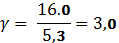 γ = 16.0 / 5,3 = 3,0